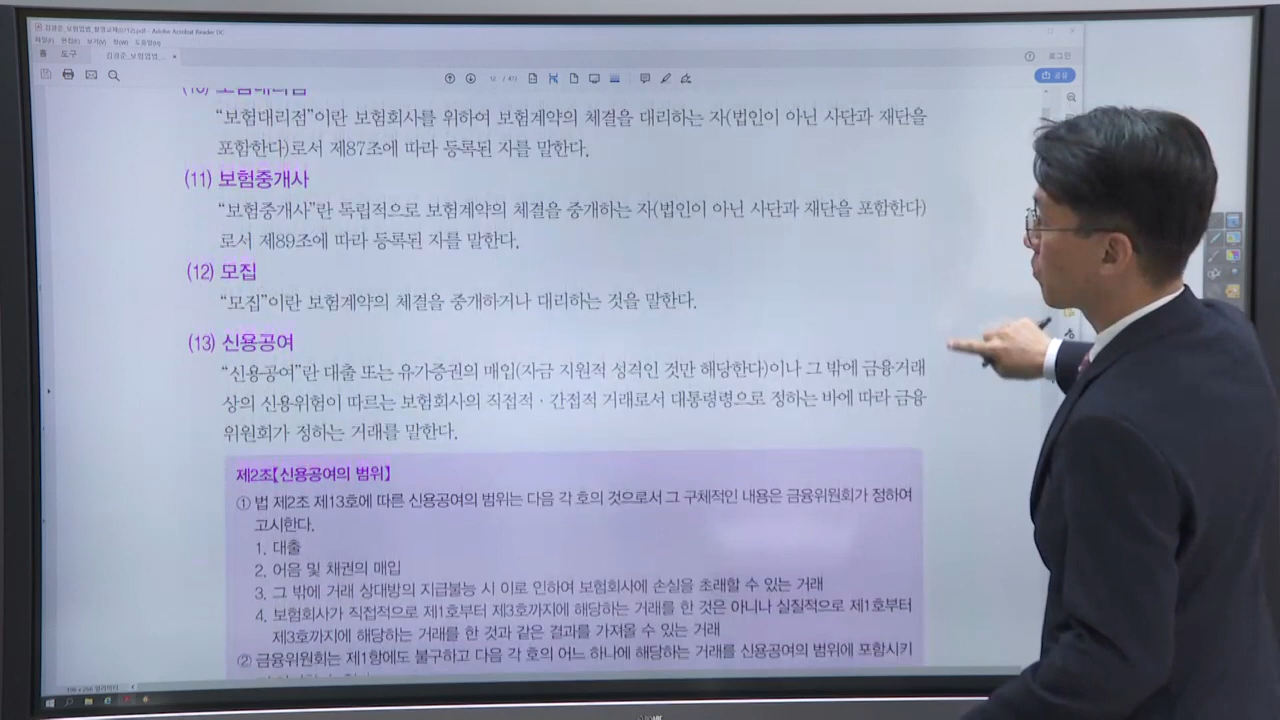 김광준_보험업법_
홈 도구
로그인
공유
(10) 보험대리점
“보험대리점”이란 보험회사를 위하여 보험계약의 체결을 대리하는 자(법인이 아닌 사단과 재단을
포함한다)로서 제87조에 따라 등록된 자를 말한다.
(11) 보험중개사
“보험중개사”란 독립적으로 보험계약의 체결을 중개하는 자(법인이 아닌 사단과 재단을 포함한다)
로서 제89조에 따라 등록된 자를 말한다.
(12) 모집
“모집”이란 보험계약의 체결을 중개하거나 대리하는 것을 말한다.
(13) 신용공여
“신용공여”란 대출 또는 유가증권의 매입(자금 지원적 성격인 것만 해당한다)이나 그 밖에 금융거래
상의 신용위험이 따르는 보험회사의 직접적·간접적 거래로서 대통령령으로 정하는 바에 따라 금융
위원회가 정하는 거래를 말한다.
제2조【신용공여의 범위】
① 법 제2조 제13호에 따른 신용공여의 범위는 다음 각 호의 것으로서 그 구체적인 내용은 금융위원회가 정하여
고시한다.
1. 대출
2. 어음 및 채권의 매입
3. 그 밖에 거래 상대방의 지급불능 시 이로 인하여 보험회사에 손실을 초래할 수 있는 거래
4. 보험회사가 직접적으로 제1호부터 제3호까지에 해당하는 거래를 한 것은 아니나 실질적으로 제1호부터
제3호까지에 해당하는 거래를 한 것과 같은 결과를 가져올 수 있는 거래
② 금융위원회는 제1항에도 불구하고 다음 각 호의 어느 하나에 해당하는 거래를 신용공여의 범위에 포함시키